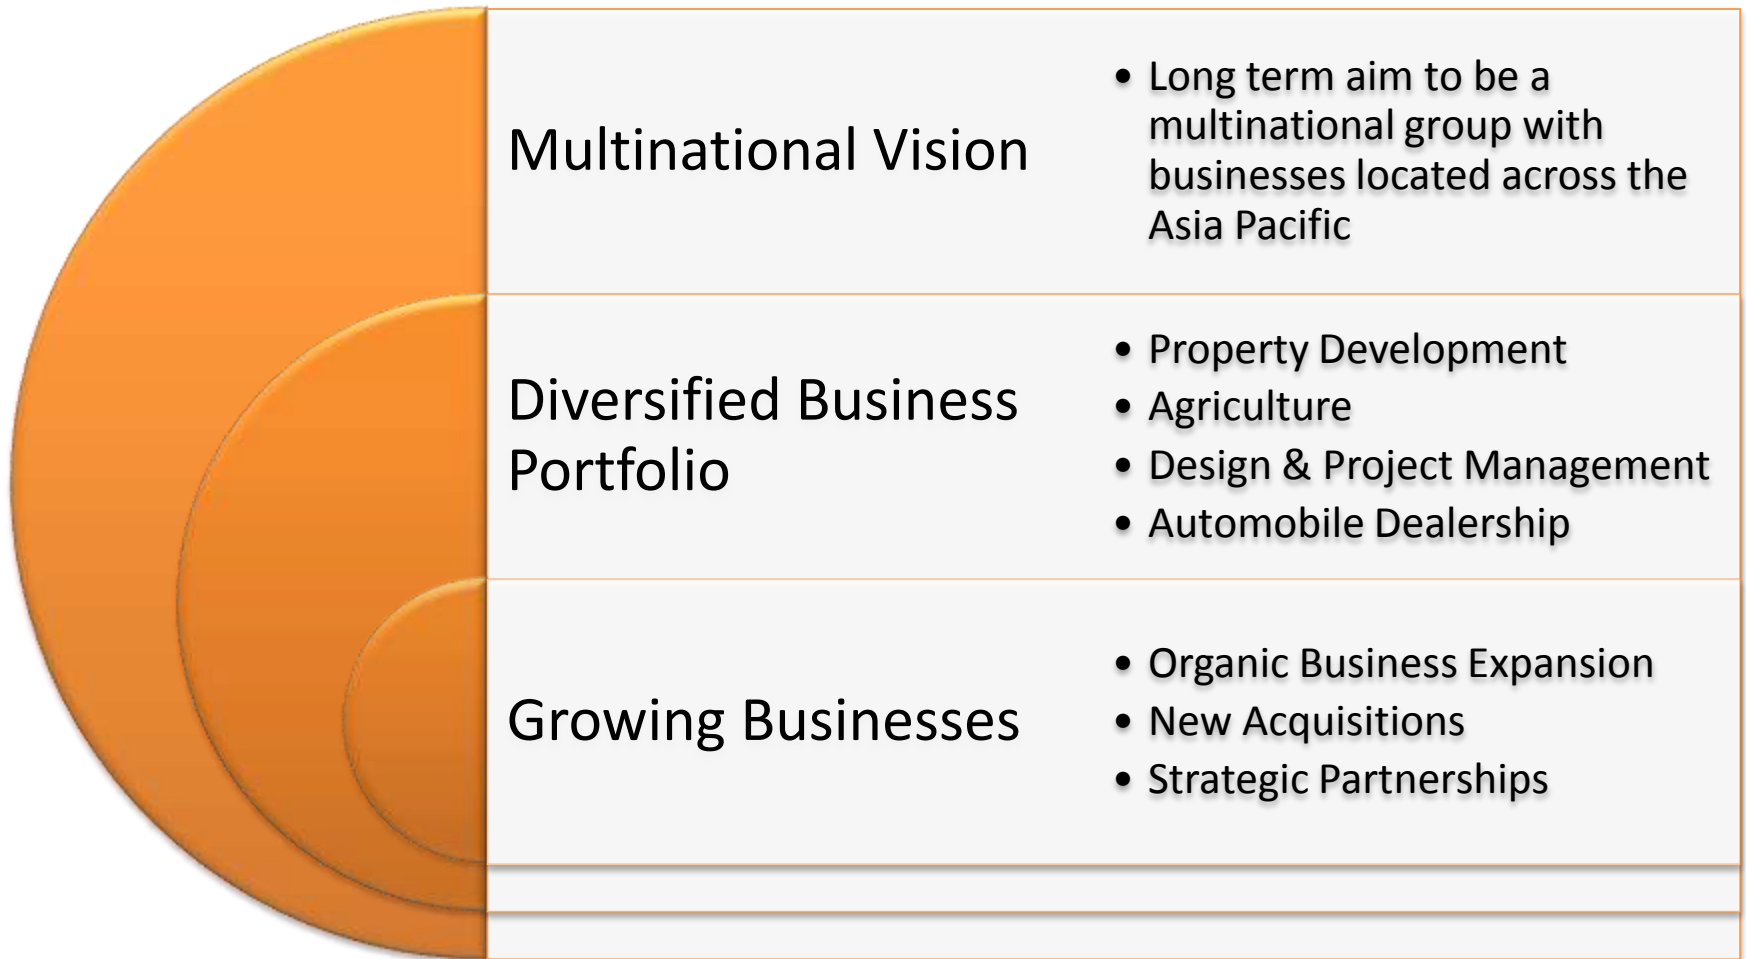 Multinational Vision
• Long term aim to be a
multinational group with
businesses located across the
Asia Pacific
Diversified Business
Portfolio
• Property Development
• Agriculture
• Design & Project Management
• Automobile Dealership
Growing Businesses
• Organic Business Expansion
• New Acquisitions
• Strategic Partnerships